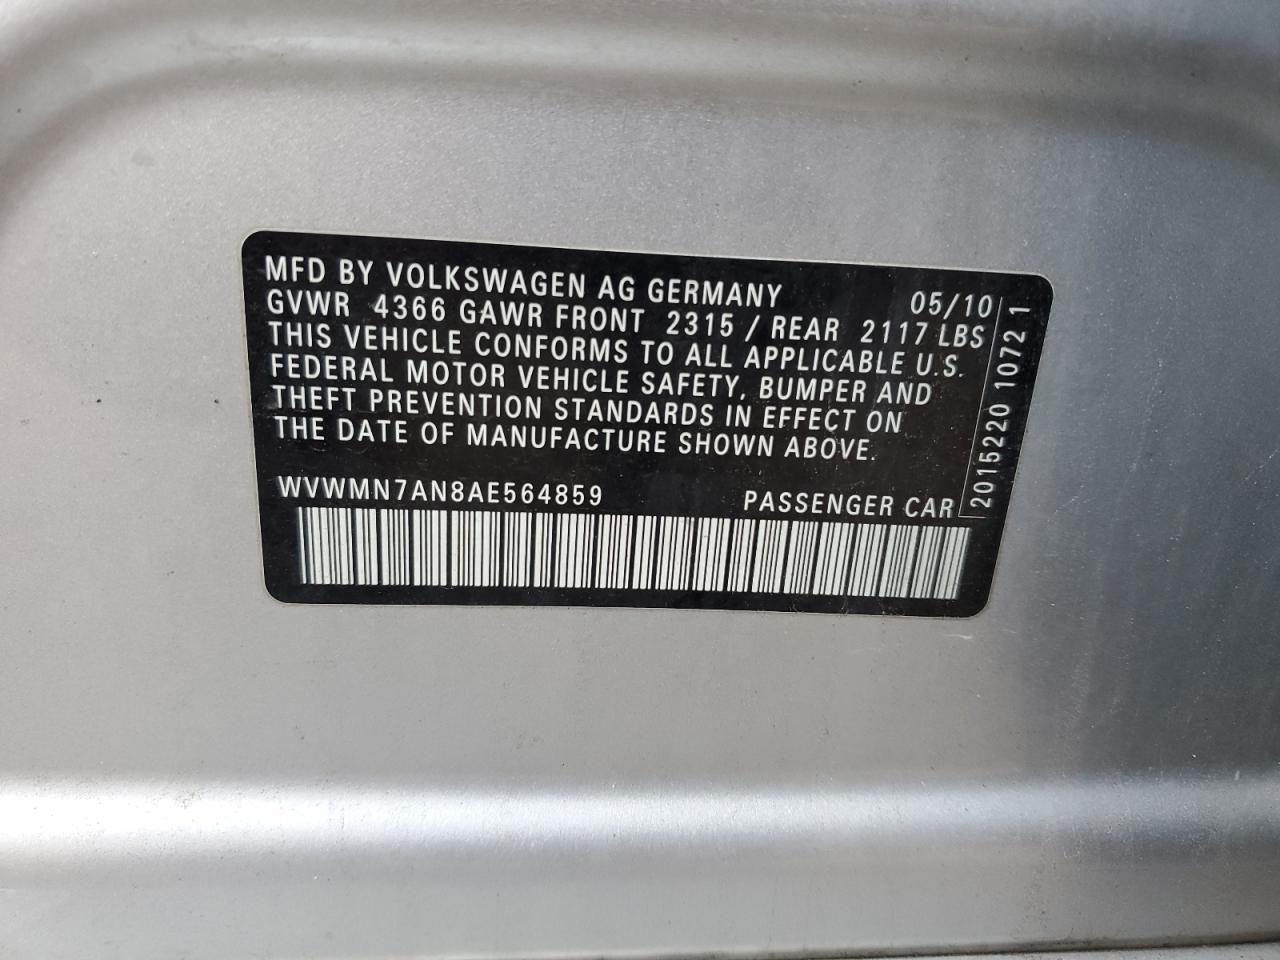 MFD BY VOLKSWAGEN AG GERMANY 05/10
GVWR 4366 GAWR FRONT 2315 / REAR 2117 LBS
THIS VEHICLE CONFORMS TO ALL APPLICABLE U.S.
FEDERAL MOTOR VEHICLE SAFETY, BUMPER AND
THEFT PREVENTION STANDARDS IN EFFECT ON
THE DATE OF MANUFACTURE SHOWN ABOVE.
WVWMN7AN8AE564859 PASSENGER CAR
2015220 1072 1